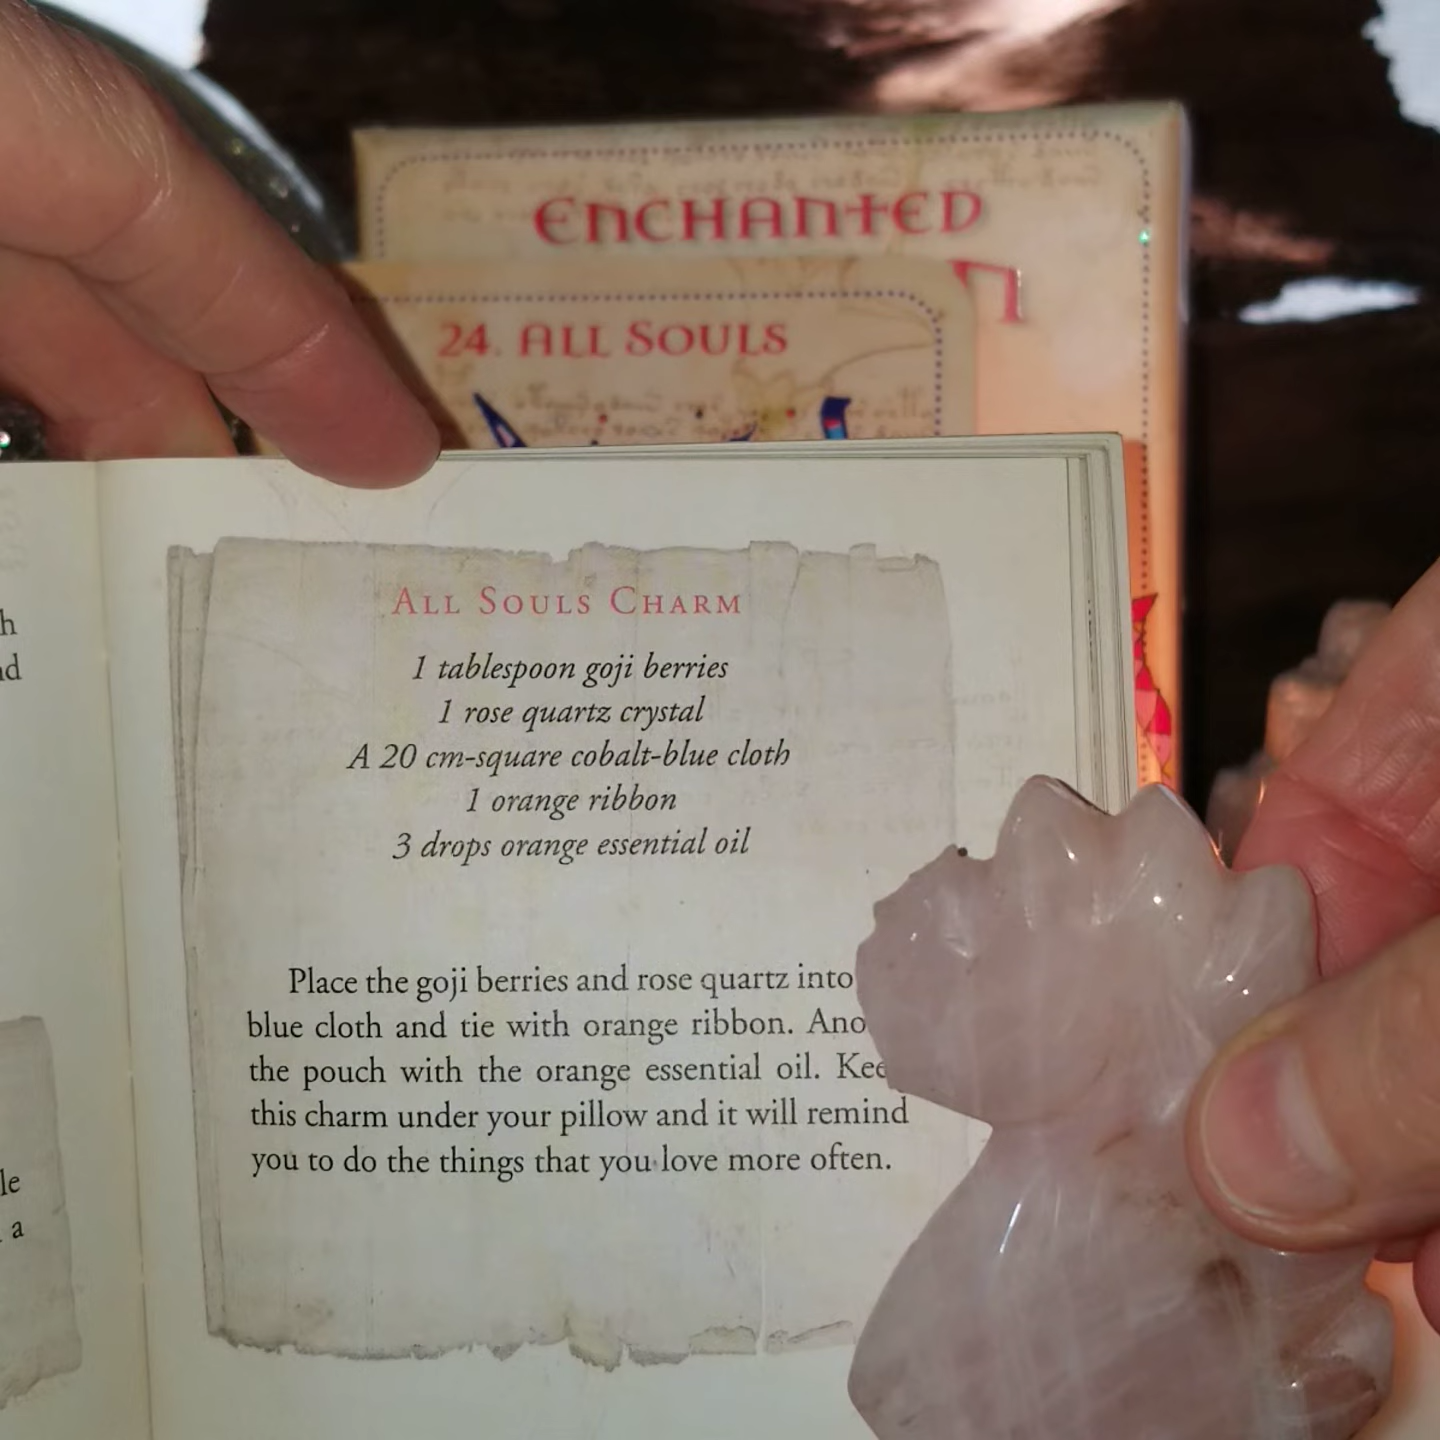 ENCHANTED
24. ALL SOULS
ALL SOULS CHARM
1 tablespoon goji berries
1 rose quartz crystal
A 20 cm-square cobalt-blue cloth
1 orange ribbon
3 drops orange essential oil
Place the goji berries and rose quartz into
blue cloth and tie with orange ribbon.
the pouch with the orange essential oil.
this charm under your pillow and it will remind
you to do the things that you love more often.
le
a